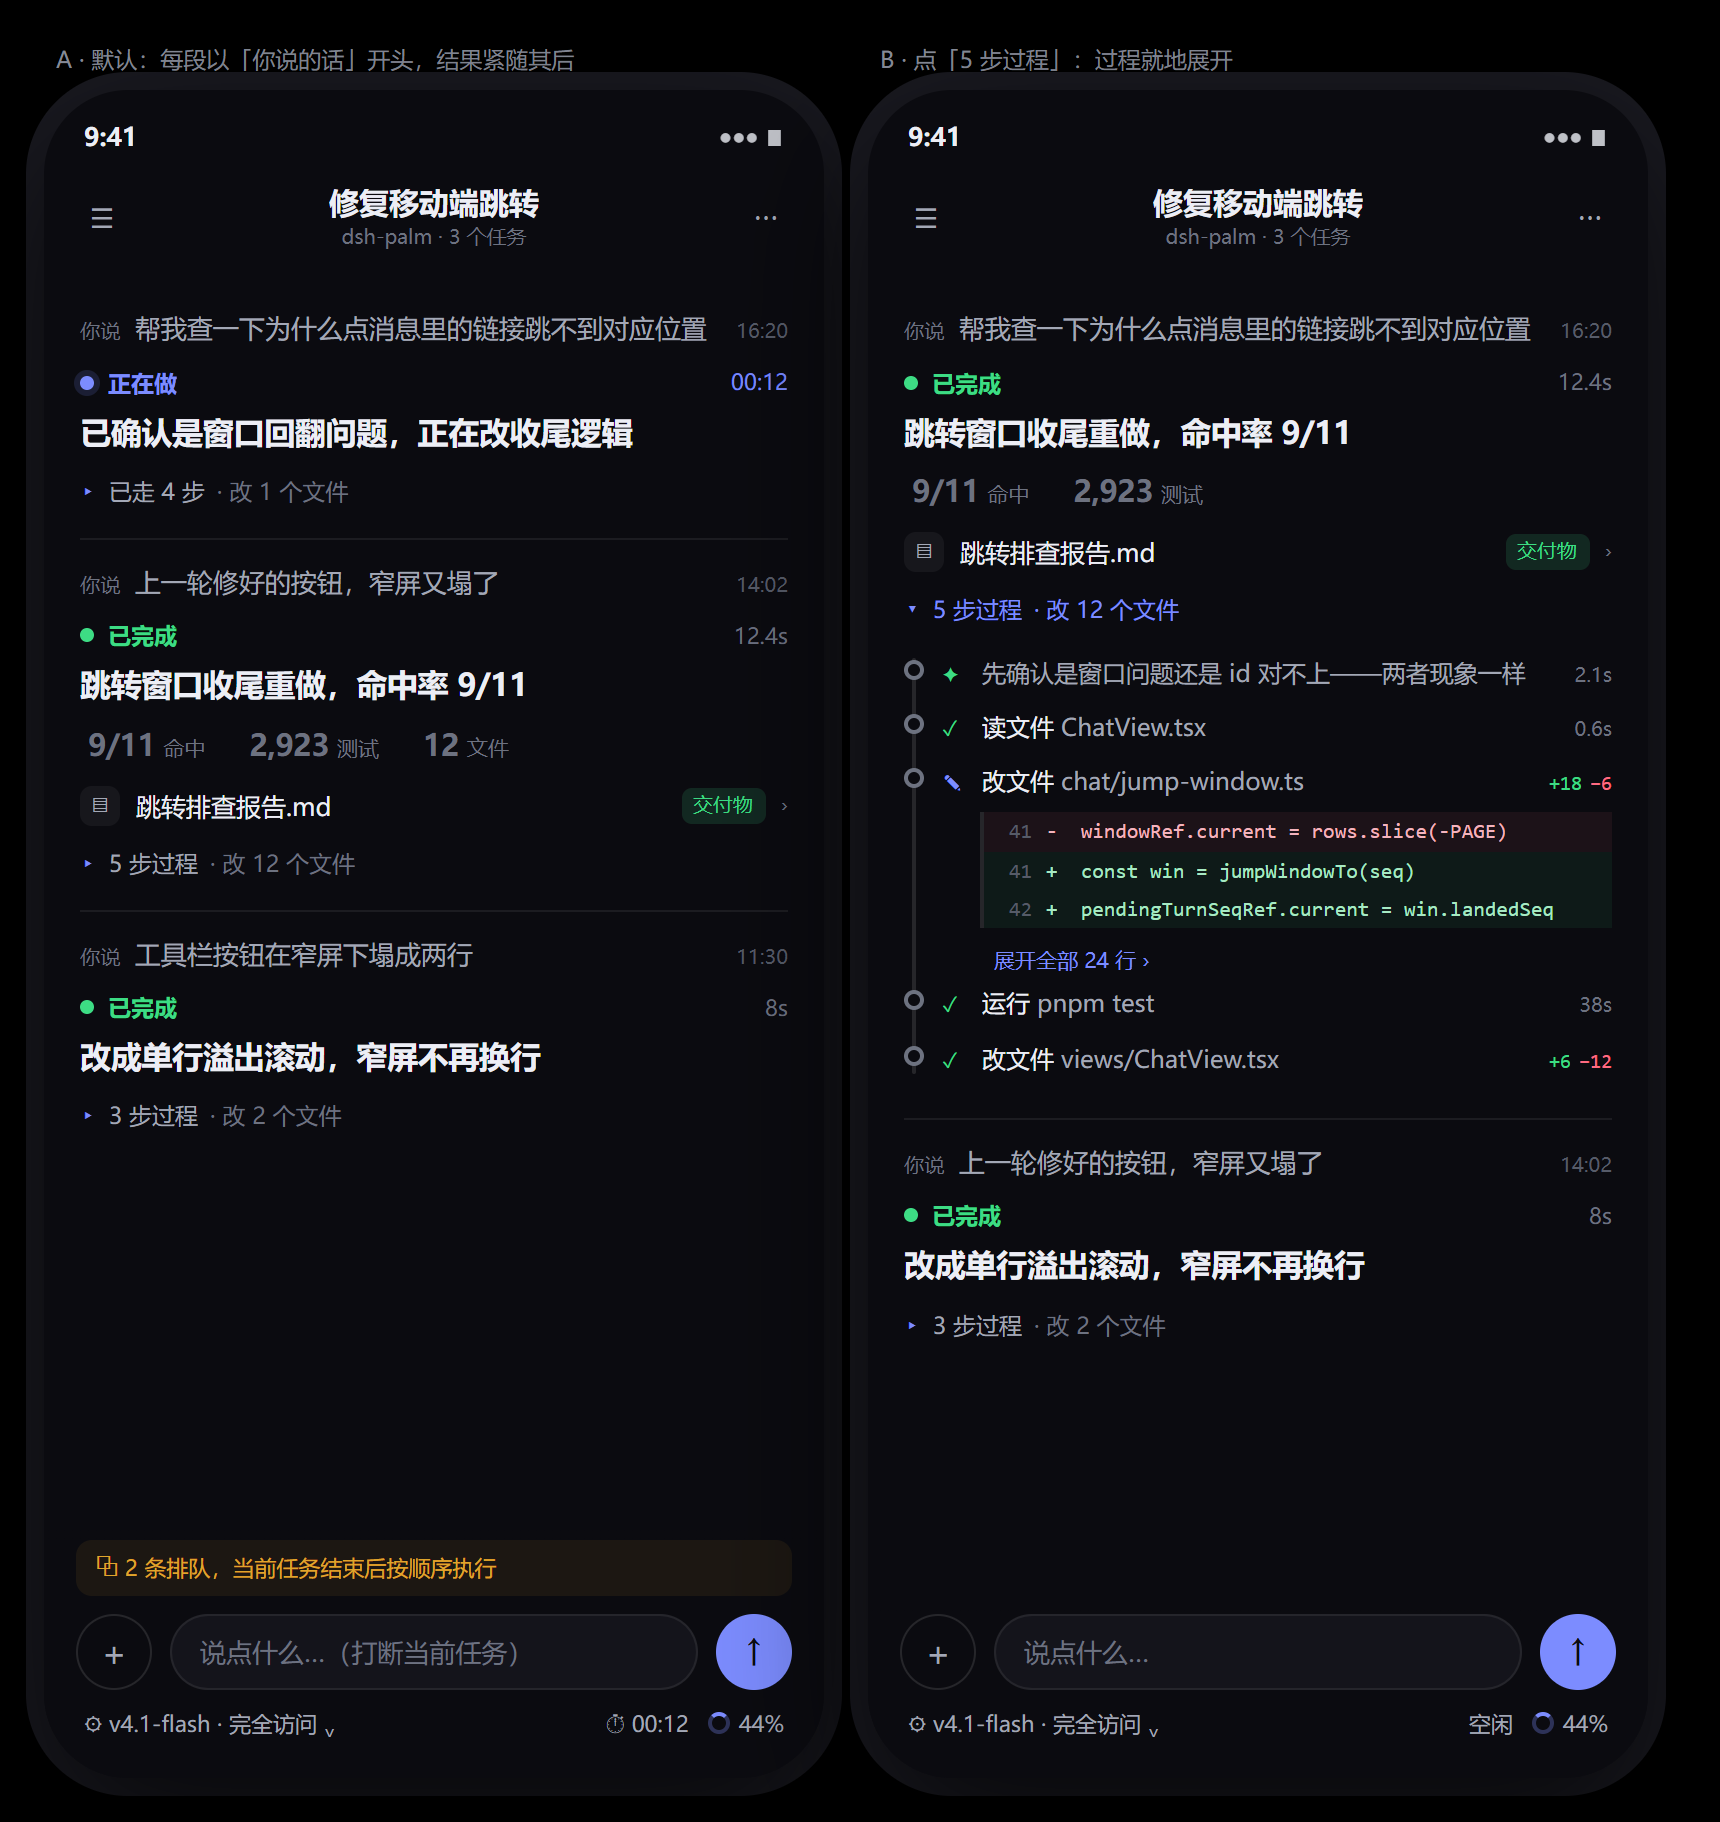 A · 默认：每段以「你说的话」开头，结果紧随其后
9:41
修复移动端跳转
dsh-palm · 3 个任务
你说 帮我查一下为什么点消息里的链接跳不到对应位置 16:20
正在做 00:12
已确认是窗口回翻问题，正在改收尾逻辑
已走 4 步 · 改 1 个文件
你说 上一轮修好的按钮，窄屏又塌了 14:02
已完成 12.4s
跳转窗口收尾重做，命中率 9/11
9/11 命中 2,923 测试 12 文件
跳转排查报告.md 交付物 ›
5 步过程 · 改 12 个文件
你说 工具栏按钮在窄屏下塌成两行 11:30
已完成 8s
改成单行溢出滚动，窄屏不再换行
3 步过程 · 改 2 个文件
2 条排队，当前任务结束后按顺序执行
+ 说点什么...（打断当前任务） ↑
v4.1-flash · 完全访问 00:12 44%
B · 点「5 步过程」：过程就地展开
9:41
修复移动端跳转
dsh-palm · 3 个任务
你说 帮我查一下为什么点消息里的链接跳不到对应位置 16:20
已完成 12.4s
跳转窗口收尾重做，命中率 9/11
9/11 命中 2,923 测试
跳转排查报告.md 交付物 ›
5 步过程 · 改 12 个文件
先确认是窗口问题还是 id 对不上——两者现象一样 2.1s
✓ 读文件 ChatView.tsx 0.6s
改文件 chat/jump-window.ts +18 −6
41 - windowRef.current = rows.slice(-PAGE)
41 + const win = jumpWindowTo(seq)
42 + pendingTurnSeqRef.current = win.landedSeq
展开全部 24 行 ›
✓ 运行 pnpm test 38s
✓ 改文件 views/ChatView.tsx +6 −12
你说 上一轮修好的按钮，窄屏又塌了 14:02
已完成 8s
改成单行溢出滚动，窄屏不再换行
3 步过程 · 改 2 个文件
+ 说点什么... ↑
v4.1-flash · 完全访问 空闲 44%